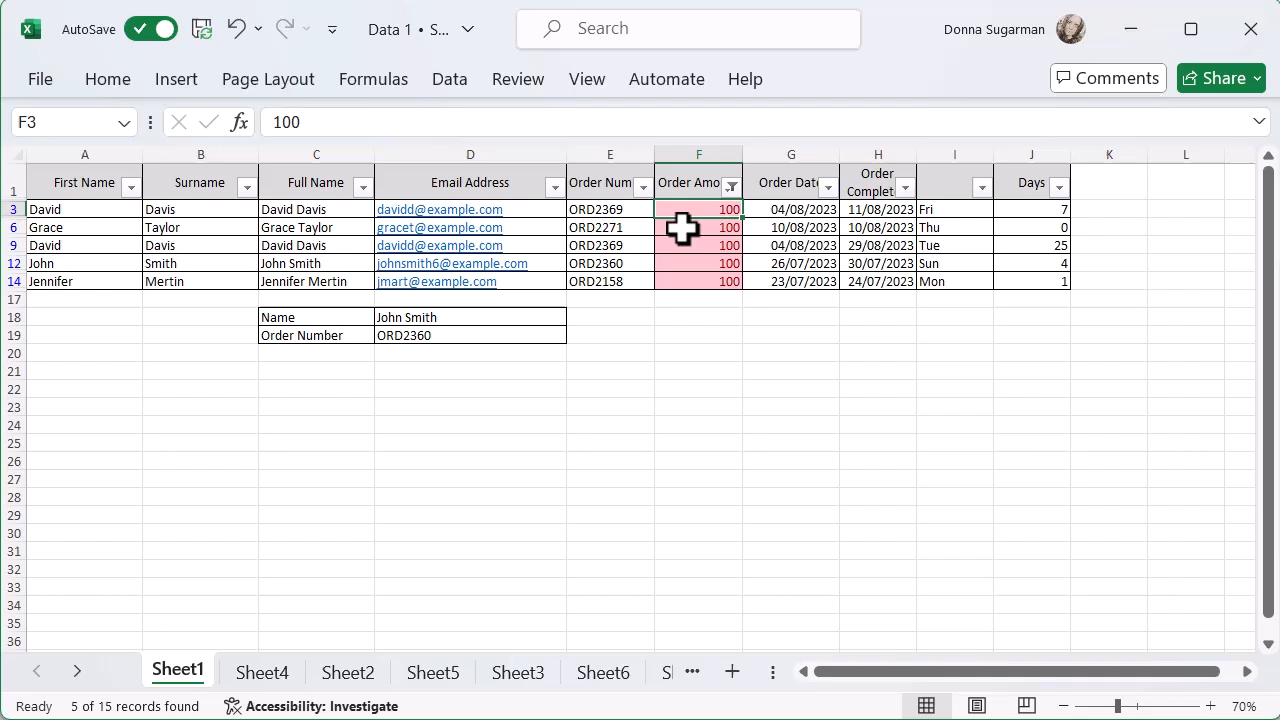 AutoSave
Data 1 • S...
Search
Donna Sugarman
File Home Insert Page Layout Formulas Data Review View Automate Help
Comments
Share
F3
fx
100
A B C D E F G H I J K L
1 First Name Surname Full Name Email Address Order Num Order Amo Order Date Order Complet Days
3 David Davis David Davis davidd@example.com ORD2369 100 04/08/2023 11/08/2023 Fri 7
6 Grace Taylor Grace Taylor gracet@example.com ORD2271 100 10/08/2023 10/08/2023 Thu 0
9 David Davis David Davis davidd@example.com ORD2369 100 04/08/2023 29/08/2023 Tue 25
12 John Smith John Smith johnsmith6@example.com ORD2360 100 26/07/2023 30/07/2023 Sun 4
14 Jennifer Mertin Jennifer Mertin jmart@example.com ORD2158 100 23/07/2023 24/07/2023 Mon 1
17
18 Name John Smith
19 Order Number ORD2360
20
21
22
23
24
25
26
27
28
29
30
31
32
33
34
35
36
Sheet1 Sheet4 Sheet2 Sheet5 Sheet3 Sheet6 S ...
Ready 5 of 15 records found Accessibility: Investigate 70%